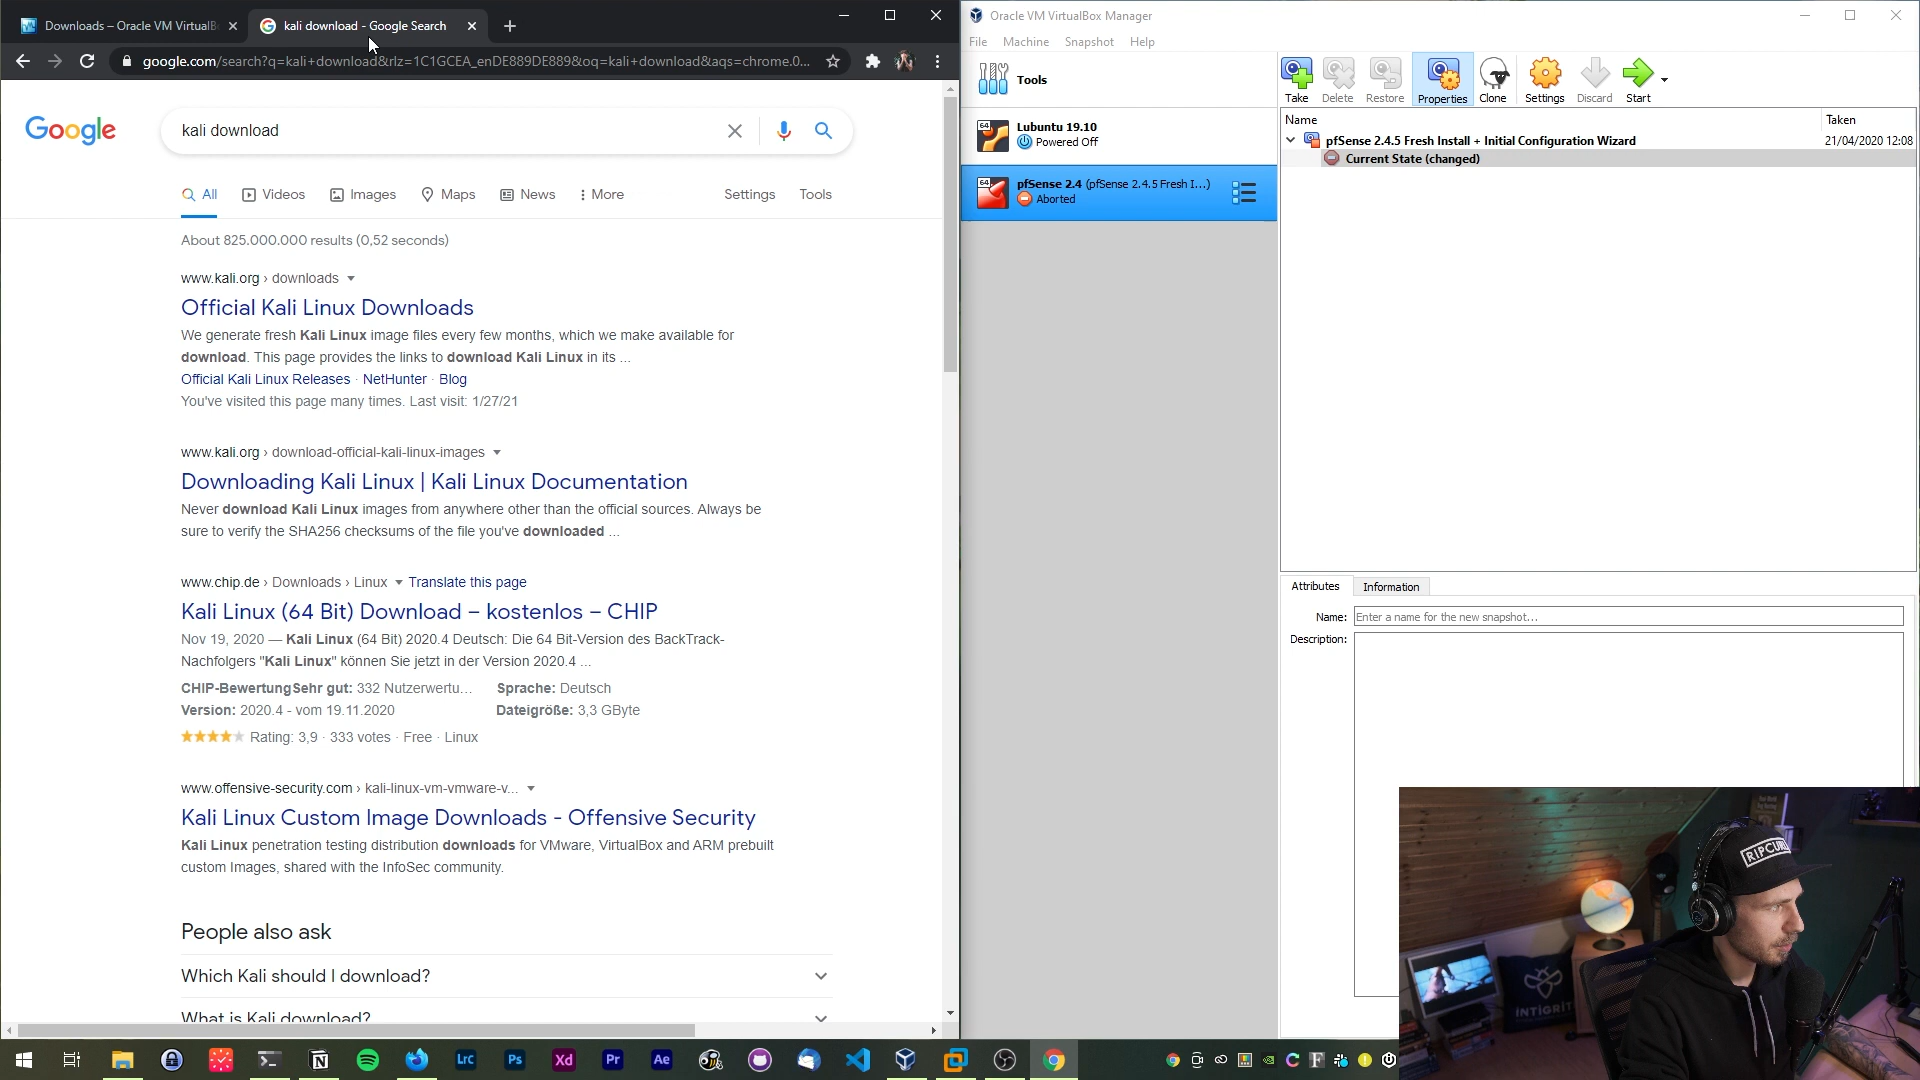 Downloads – Oracle VM VirtualB
kali download - Google Search
google.com/search?q=kali+download&rlz=1C1GCEA_enDE889DE889&oq=kali+download&aqs=chrome.0...
Google
kali download
All
Videos
Images
Maps
News
More
Settings
Tools
About 825.000.000 results (0,52 seconds)
www.kali.org › downloads
Official Kali Linux Downloads
We generate fresh Kali Linux image files every few months, which we make available for
download. This page provides the links to download Kali Linux in its ...
Official Kali Linux Releases · NetHunter · Blog
You've visited this page many times. Last visit: 1/27/21
www.kali.org › download-official-kali-linux-images
Downloading Kali Linux | Kali Linux Documentation
Never download Kali Linux images from anywhere other than the official sources. Always be
sure to verify the SHA256 checksums of the file you've downloaded ...
www.chip.de › Downloads › Linux Translate this page
Kali Linux (64 Bit) Download – kostenlos – CHIP
Nov 19, 2020 — Kali Linux (64 Bit) 2020.4 Deutsch: Die 64 Bit-Version des BackTrack-
Nachfolgers "Kali Linux" können Sie jetzt in der Version 2020.4 ...
CHIP-BewertungSehr gut: 332 Nutzerwertu... Sprache: Deutsch
Version: 2020.4 - vom 19.11.2020 Dateigröße: 3,3 GByte
Rating: 3,9 · 333 votes · Free · Linux
www.offensive-security.com › kali-linux-vm-vmware-v...
Kali Linux Custom Image Downloads - Offensive Security
Kali Linux penetration testing distribution downloads for VMware, VirtualBox and ARM prebuilt
custom Images, shared with the InfoSec community.
People also ask
Which Kali should I download?
What is Kali download?
Oracle VM VirtualBox Manager
File
Machine
Snapshot
Help
Tools
64
Lubuntu 19.10
Powered Off
64
pfSense 2.4 (pfSense 2.4.5 Fresh I...)
Aborted
Take
Delete
Restore
Properties
Clone
Settings
Discard
Start
Name
Taken
pfSense 2.4.5 Fresh Install + Initial Configuration Wizard
21/04/2020 12:08
Current State (changed)
Attributes
Information
Name:
Enter a name for the new snapshot...
Description:
RIPCURL
INTIGRITI
Lrc
Ps
Xd
Pr
Ae